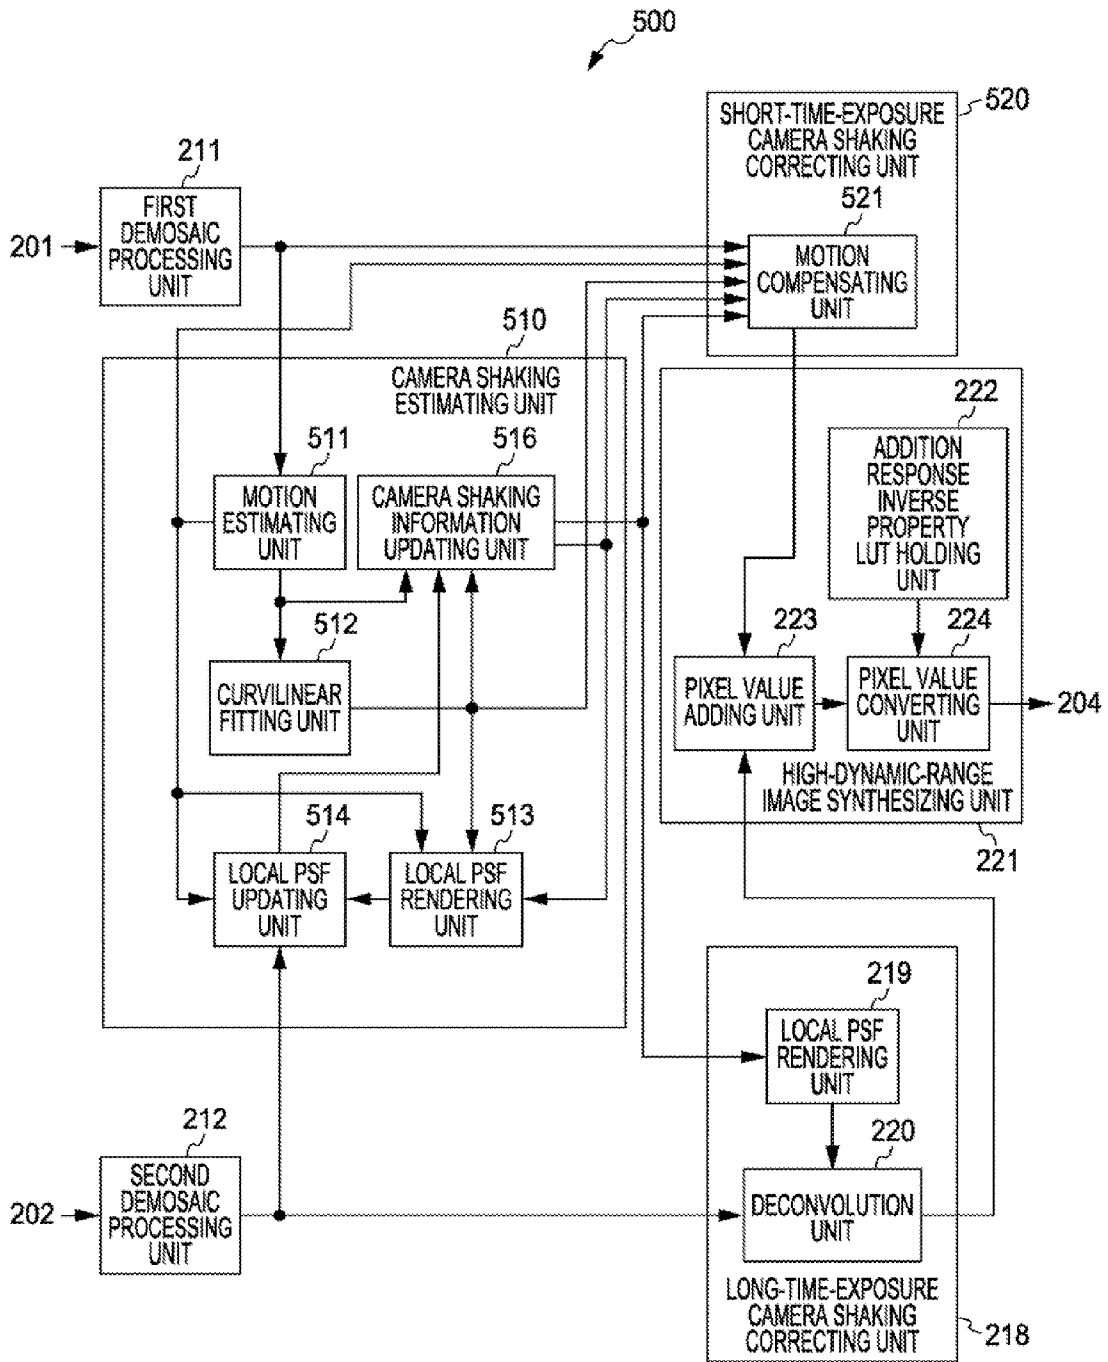 500
SHORT-TIME-EXPOSURE
CAMERA SHAKING
CORRECTING UNIT
520
521
MOTION
COMPENSATING
UNIT
211
201
FIRST
DEMOSAIC
PROCESSING
UNIT
510
CAMERA SHAKING
ESTIMATING UNIT
511
MOTION
ESTIMATING
UNIT
516
CAMERA SHAKING
INFORMATION
UPDATING UNIT
512
CURVILINEAR
FITTING UNIT
514
LOCAL PSF
UPDATING
UNIT
513
LOCAL PSF
RENDERING
UNIT
222
ADDITION
RESPONSE
INVERSE
PROPERTY
LUT HOLDING
UNIT
223
PIXEL VALUE
ADDING UNIT
224
PIXEL VALUE
CONVERTING
UNIT
204
HIGH-DYNAMIC-RANGE
IMAGE SYNTHESIZING UNIT
221
219
LOCAL PSF
RENDERING
UNIT
212
202
SECOND
DEMOSAIC
PROCESSING
UNIT
220
DECONVOLUTION
UNIT
LONG-TIME-EXPOSURE
CAMERA SHAKING
CORRECTING UNIT
218